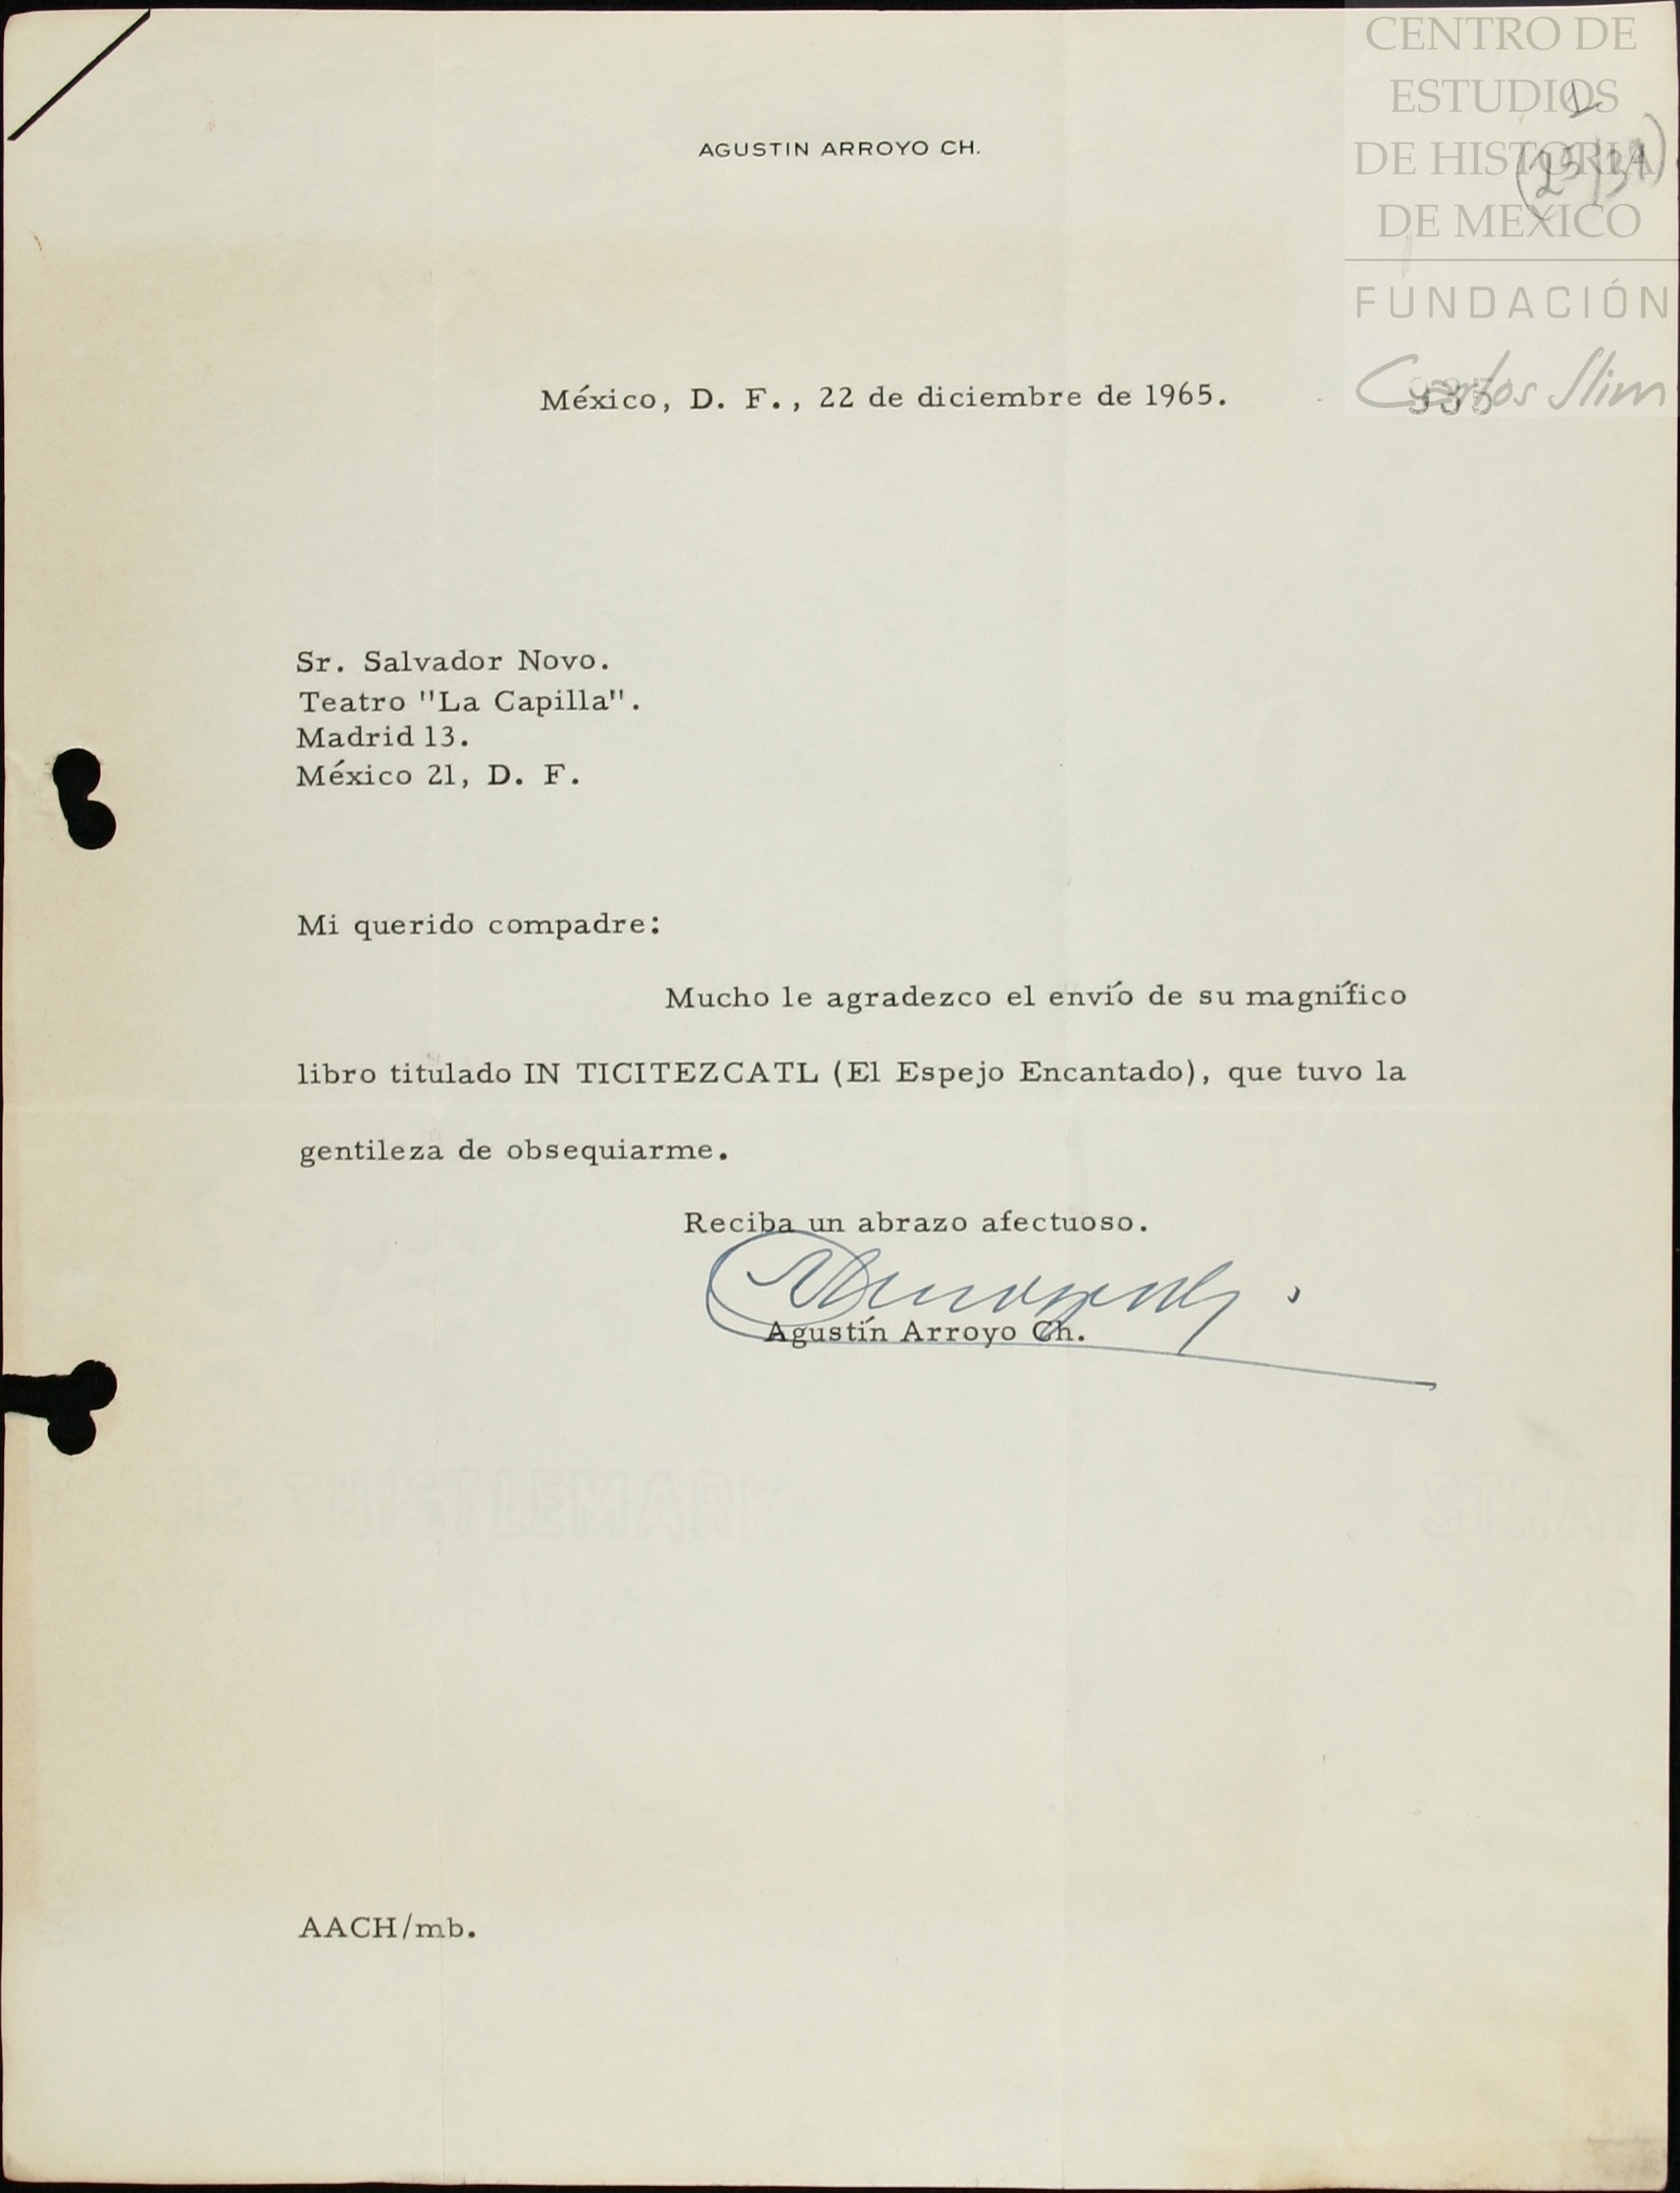 CENTRO DE
ESTUDIOS
DE HISTORIA
DE MEXICO
FUNDACIÓN
Carlos Slim
AGUSTIN ARROYO CH.
México, D. F., 22 de diciembre de 1965.
935
Sr. Salvador Novo.
Teatro "La Capilla".
Madrid 13.
México 21, D. F.
Mi querido compadre:
Mucho le agradezco el envío de su magnífico
libro titulado IN TICITEZCATL (El Espejo Encantado), que tuvo la
gentileza de obsequiarme.
Reciba un abrazo afectuoso.
Agustín Arroyo Ch.
AACH/mb.